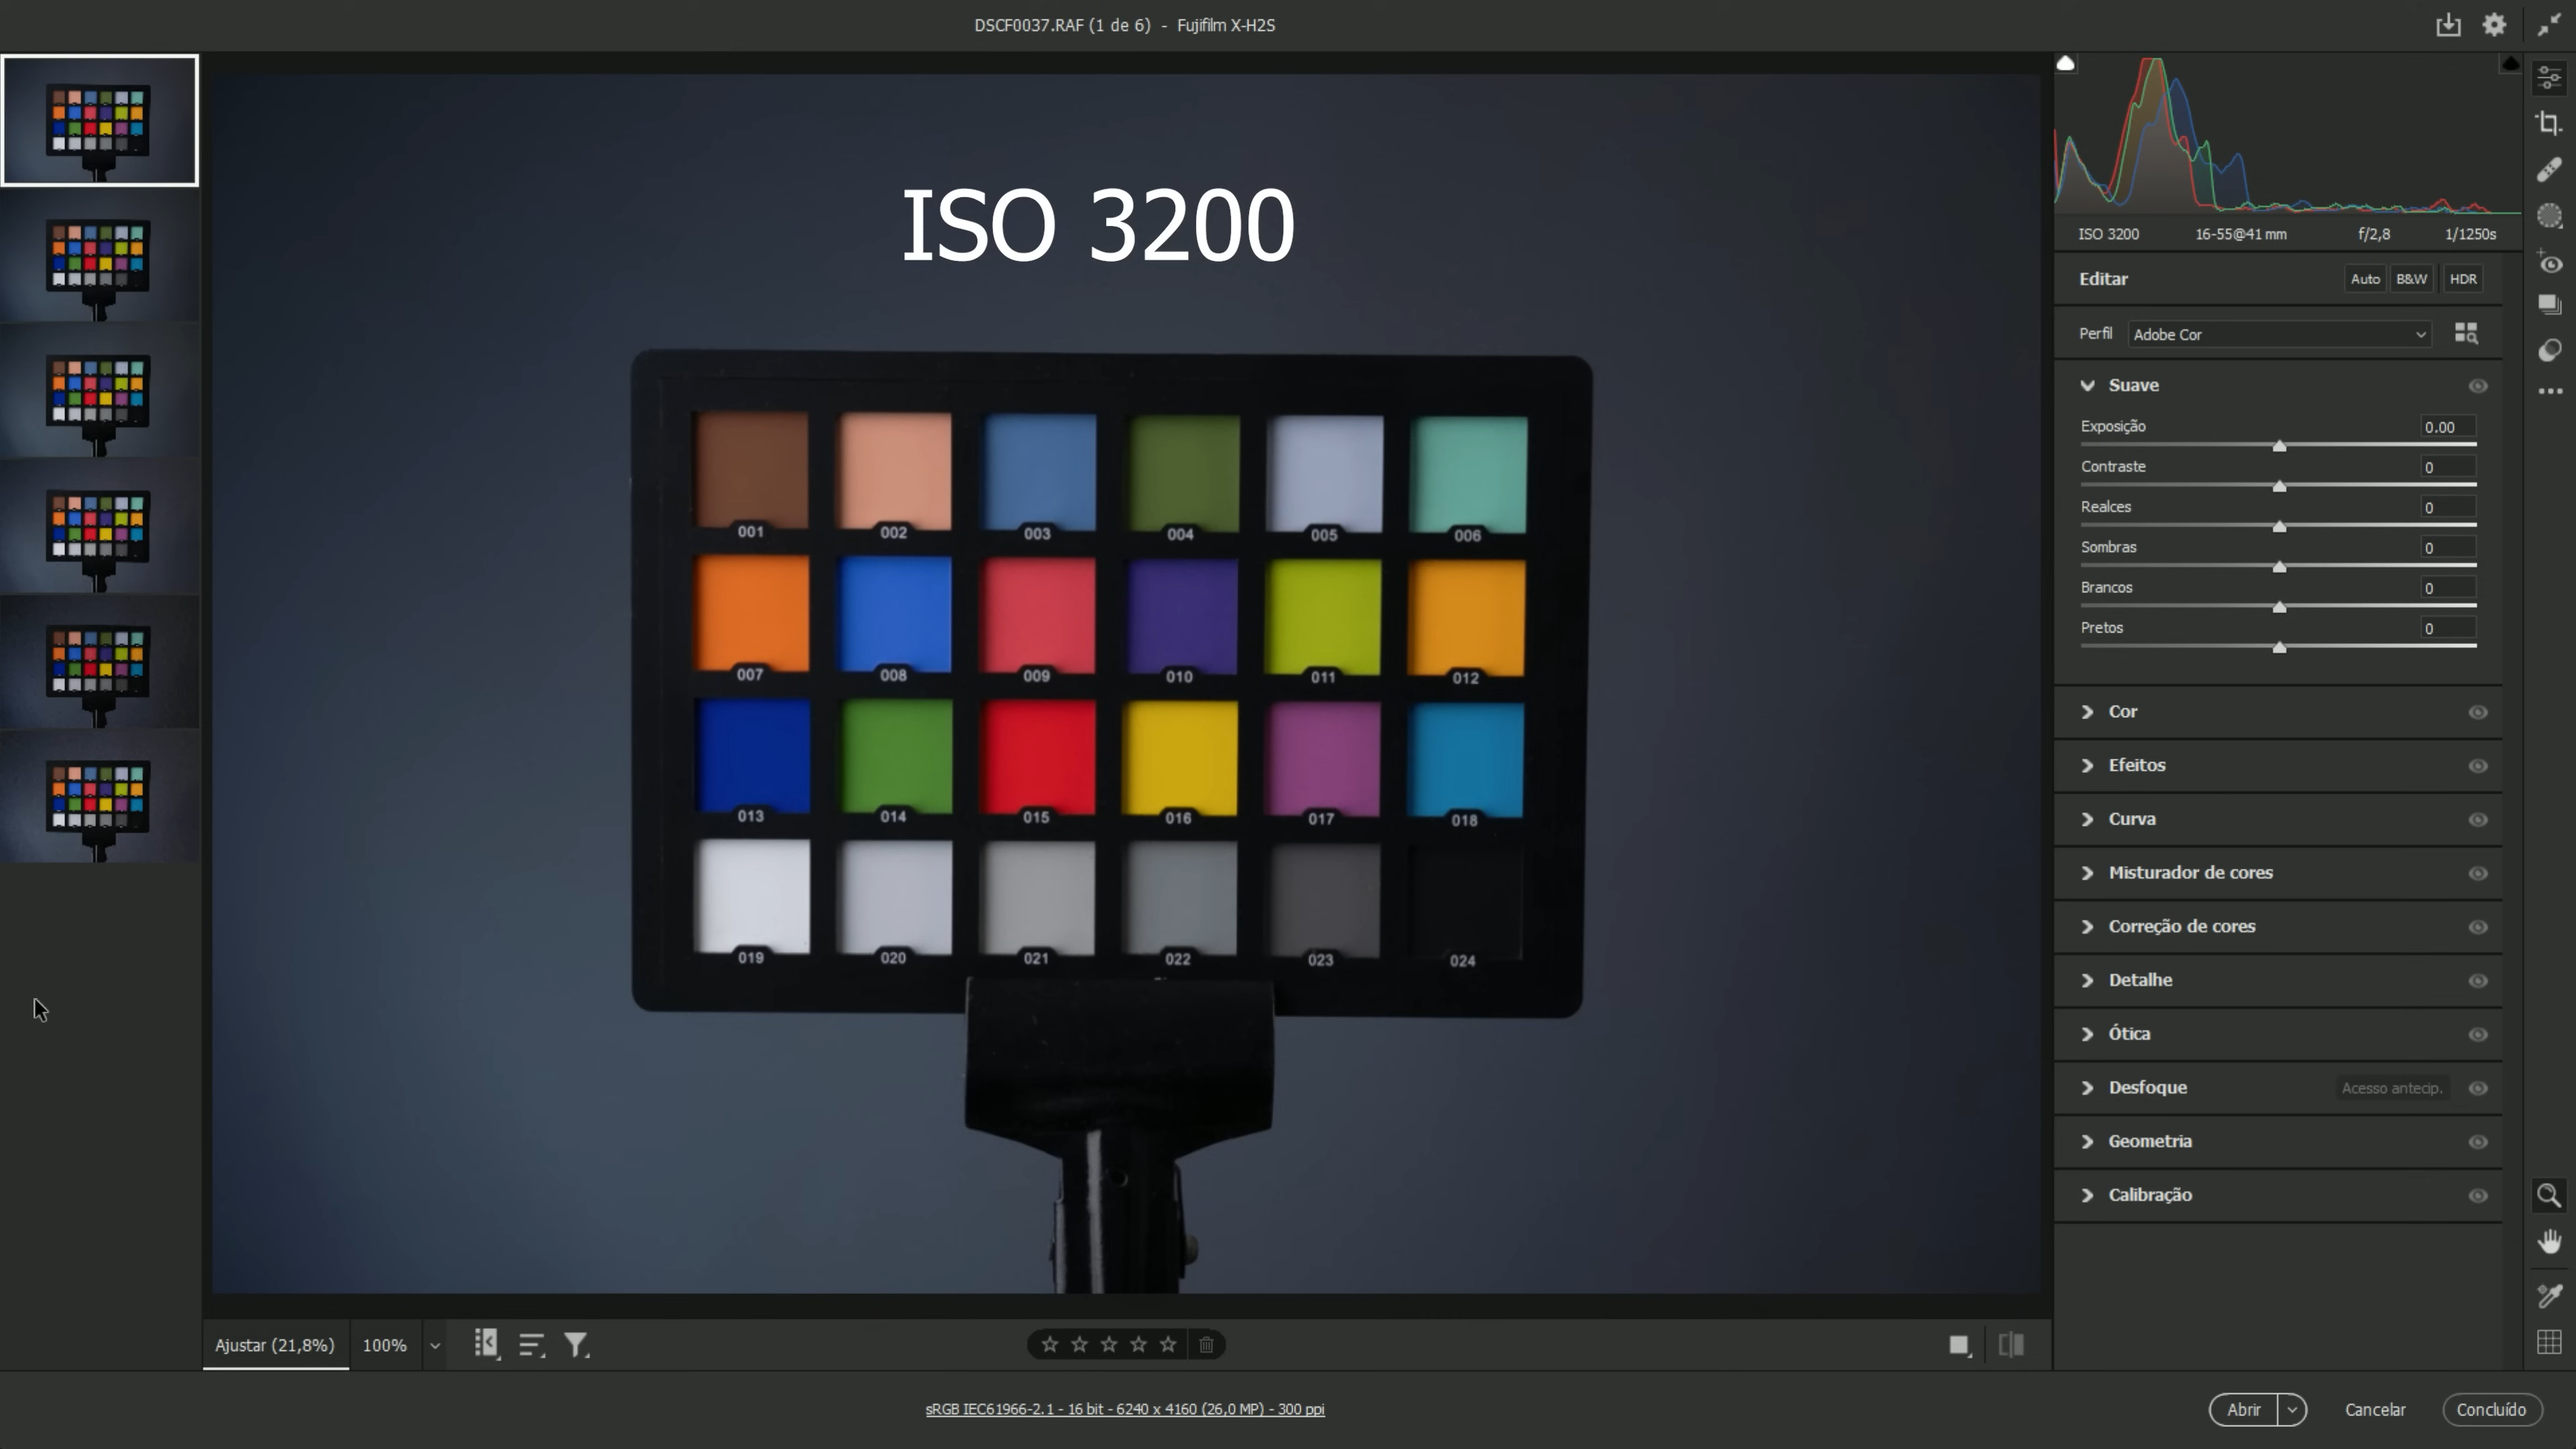 DSCF0037.RAF (1 de 6) - Fujifilm X-H2S
ISO 3200
ISO 3200 16-55@41 mm f/2,8 1/1250s
Editar Auto B&W HDR
Perfil Adobe Cor
Suave
Exposição 0.00
Contraste 0
Realces 0
Sombras 0
Brancos 0
Pretos 0
Cor
Efeitos
Curva
Misturador de cores
Correção de cores
Detalhe
Ótica
Desfoque Acesso antecip.
Geometria
Calibração
001 002 003 004 005 006
007 008 009 010 011 012
013 014 015 016 017 018
019 020 021 022 023 024
Ajustar (21,8%) 100%
sRGB IEC61966-2.1 - 16 bit - 6240 x 4160 (26,0 MP) - 300 ppi
Abrir Cancelar Concluído